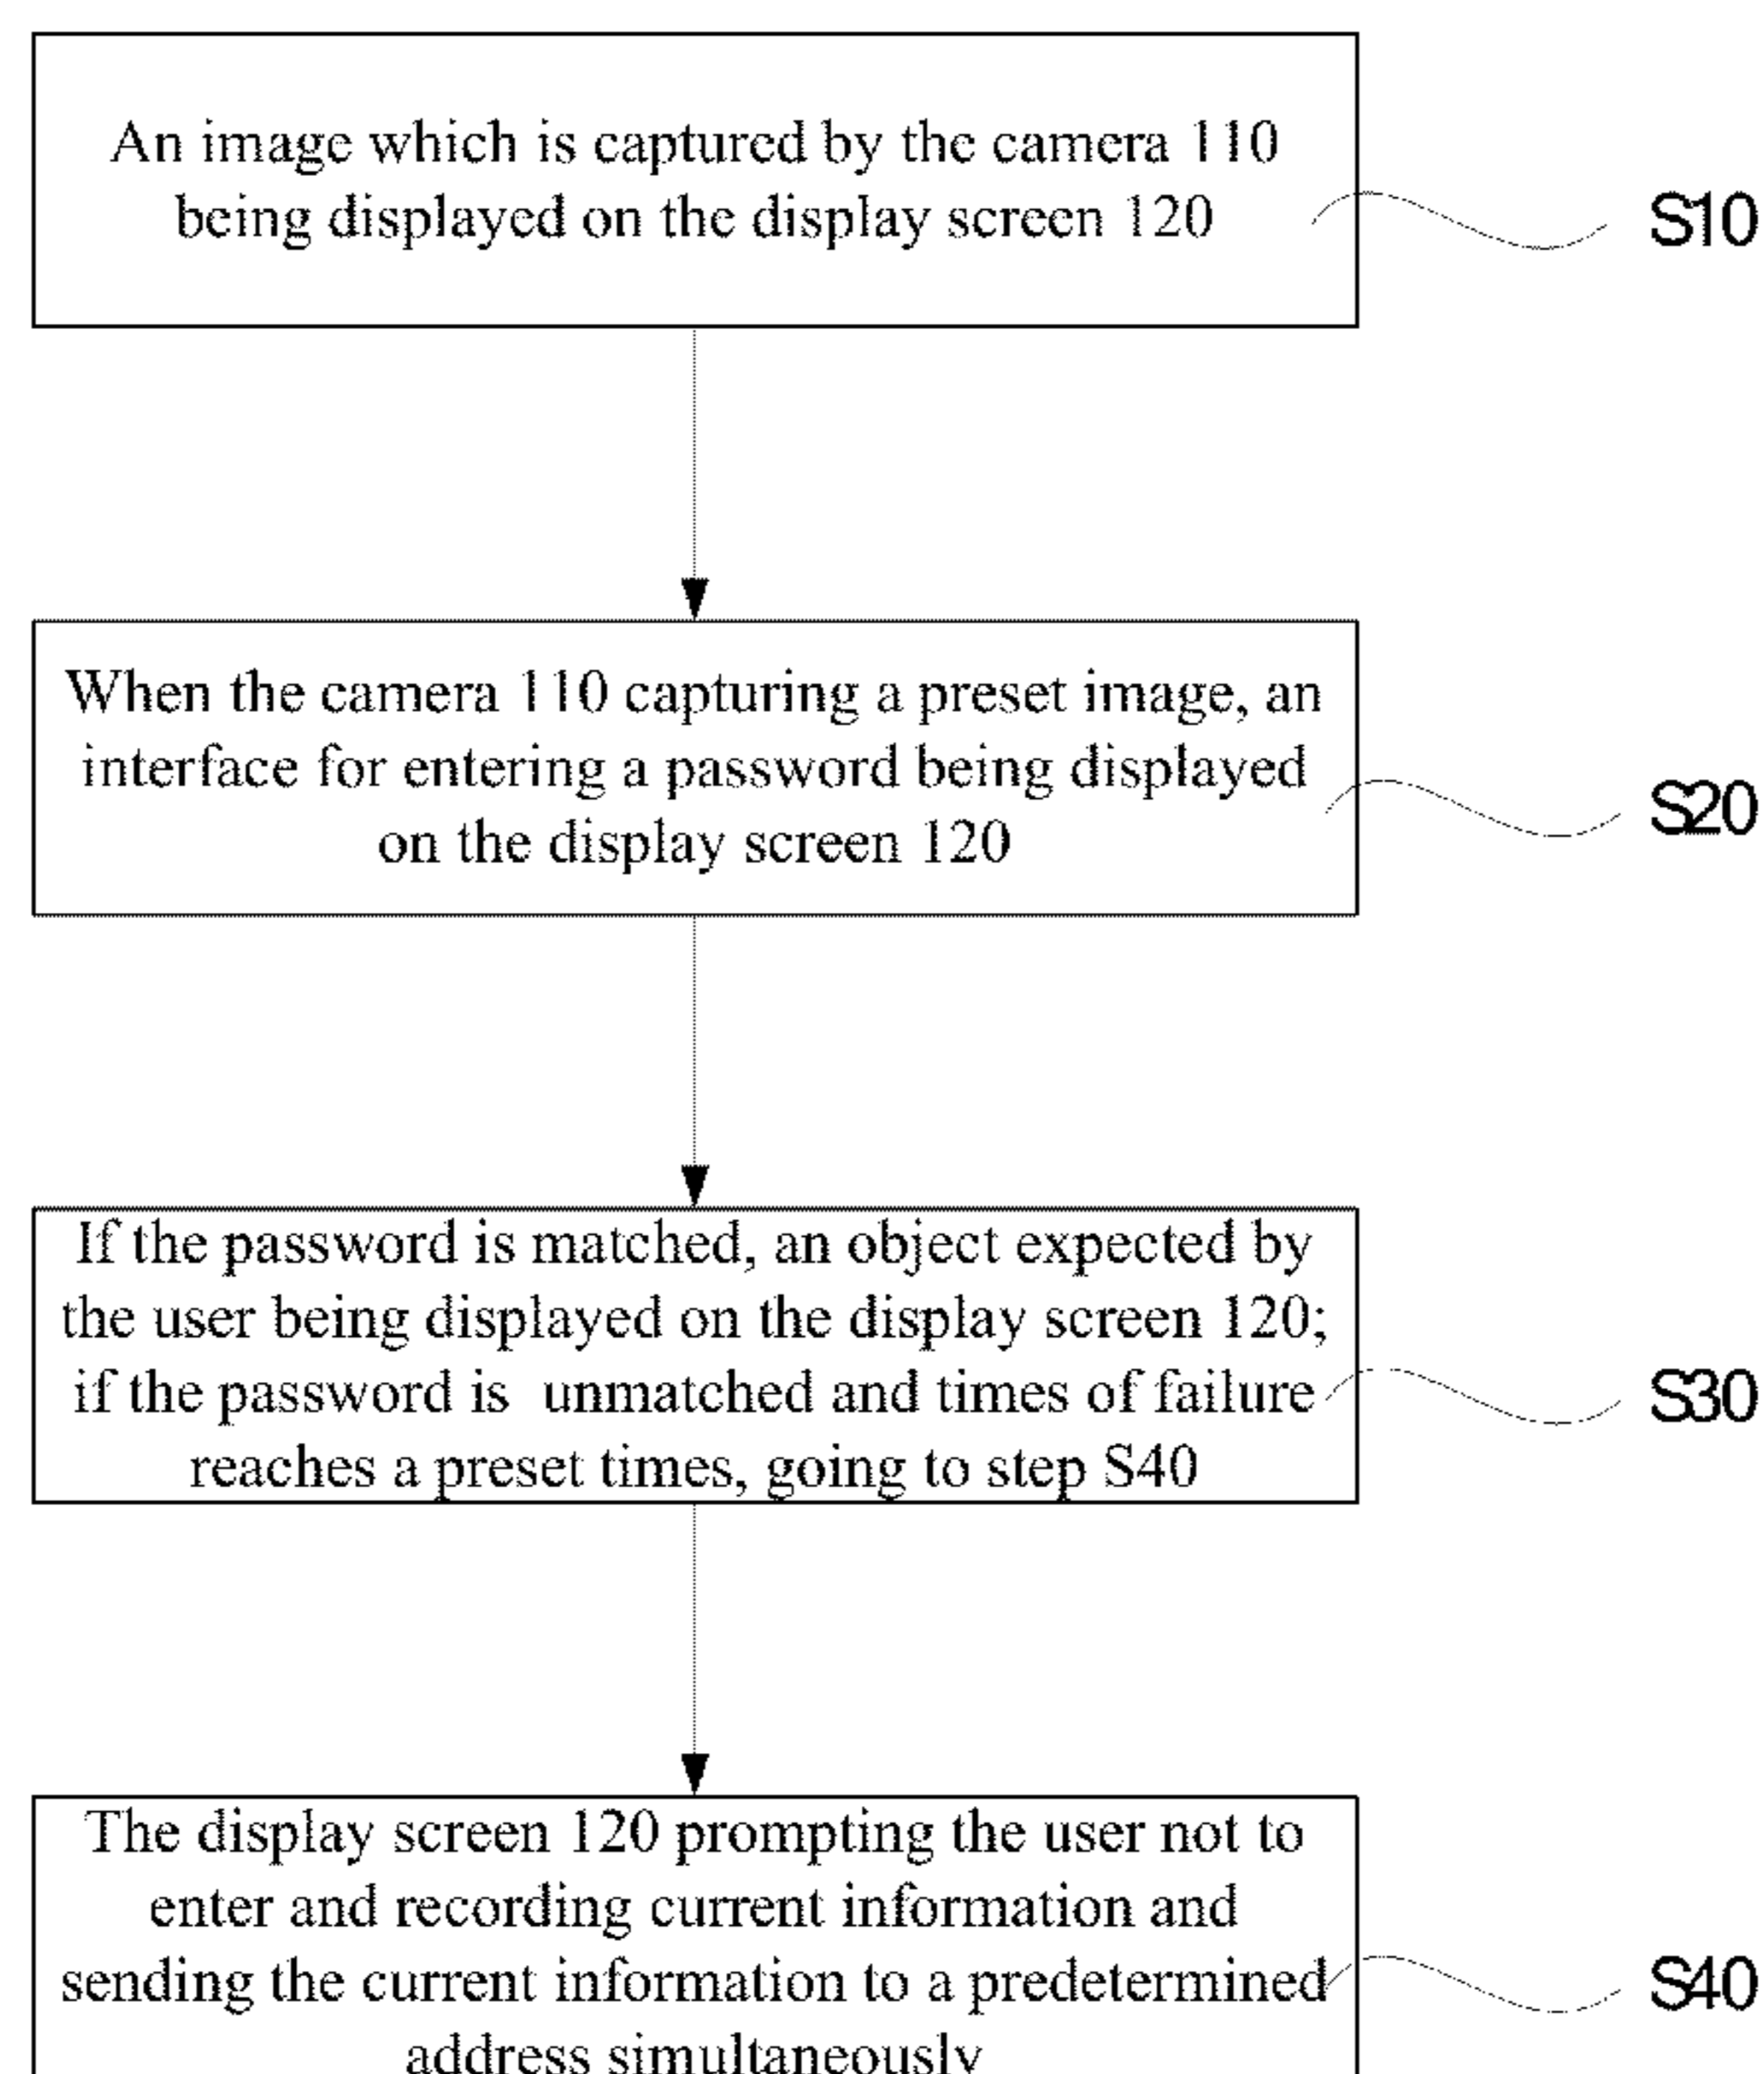 An image which is captured by the camera 110
being displayed on the display screen 120
S10
When the camera 110 capturing a preset image, an
interface for entering a password being displayed
on the display screen 120
S20
If the password is matched, an object expected by
the user being displayed on the display screen 120;
if the password is unmatched and times of failure
reaches a preset times, going to step S40
S30
The display screen 120 prompting the user not to
enter and recording current information and
sending the current information to a predetermined
address simultaneously
S40